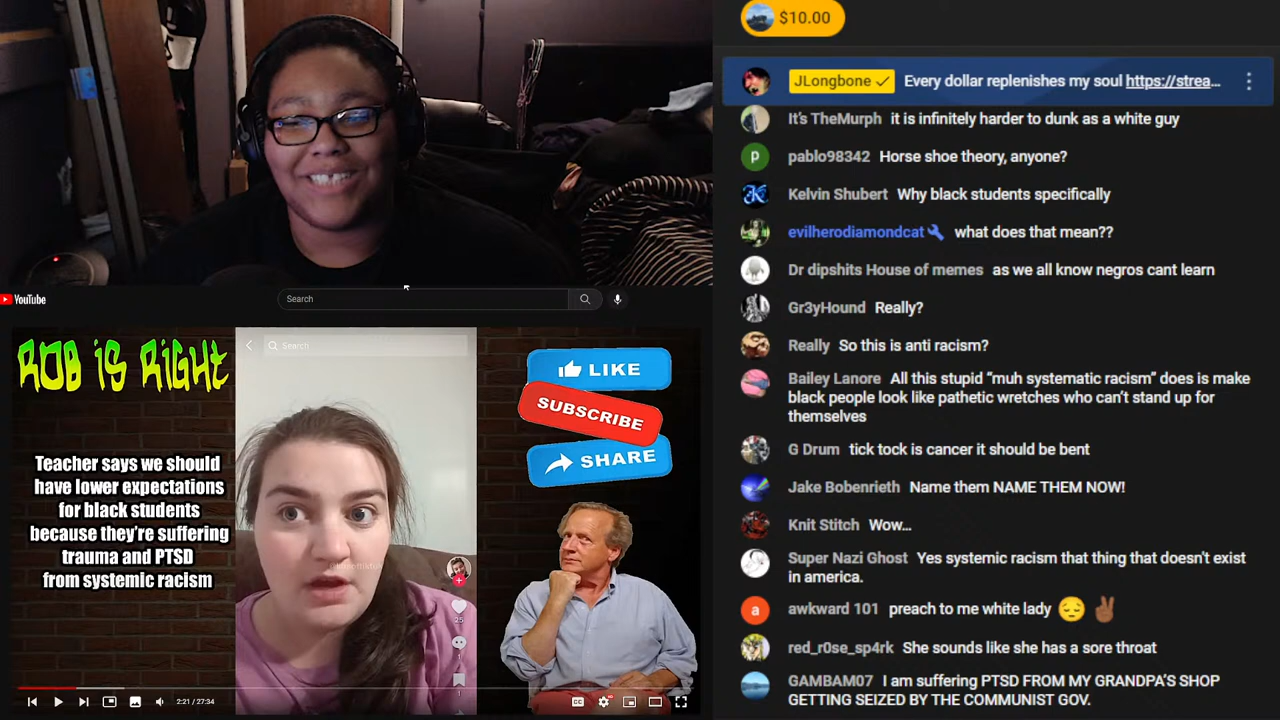 $10.00
JLongbone Every dollar replenishes my soul https://strea...
It's TheMurph it is infinitely harder to dunk as a white guy
P pablo98342 Horse shoe theory, anyone?
Kelvin Shubert Why black students specifically
evilherodiamondcat what does that mean??
Dr dipshits House of memes as we all know negros cant learn
Gr3yHound Really?
Really So this is anti racism?
Bailey Lanore All this stupid “muh systematic racism” does is make
black people look like pathetic wretches who can't stand up for
themselves
G Drum tick tock is cancer it should be bent
Jake Bobenrieth Name them NAME THEM NOW!
Knit Stitch Wow...
Super Nazi Ghost Yes systemic racism that thing that doesn't exist
in america.
a awkward 101 preach to me white lady
red_r0se_sp4rk She sounds like she has a sore throat
GAMBAM07 I am suffering PTSD FROM MY GRANDPA'S SHOP
GETTING SEIZED BY THE COMMUNIST GOV.
YouTube
Search
ROB iS RiGHT
Search
LIKE
SUBSCRIBE
SHARE
Teacher says we should
have lower expectations
for black students
because they're suffering
trauma and PTSD
from systemic racism
25
1
1
2:21 / 27:34
CC